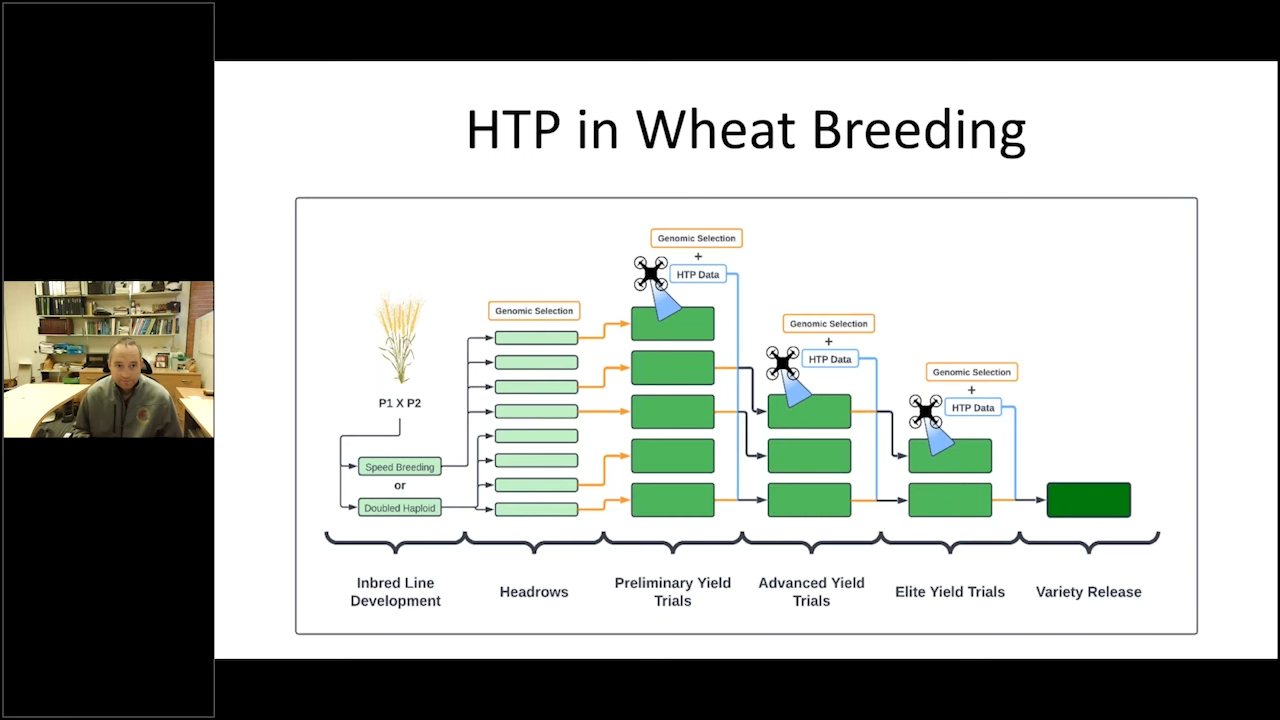 HTP in Wheat Breeding
Genomic Selection
+
HTP Data
Genomic Selection
Genomic Selection
+
HTP Data
Genomic Selection
+
HTP Data
P1 X P2
Speed Breeding
or
Doubled Haploid
Inbred Line
Development
Headrows
Preliminary Yield
Trials
Advanced Yield
Trials
Elite Yield Trials
Variety Release